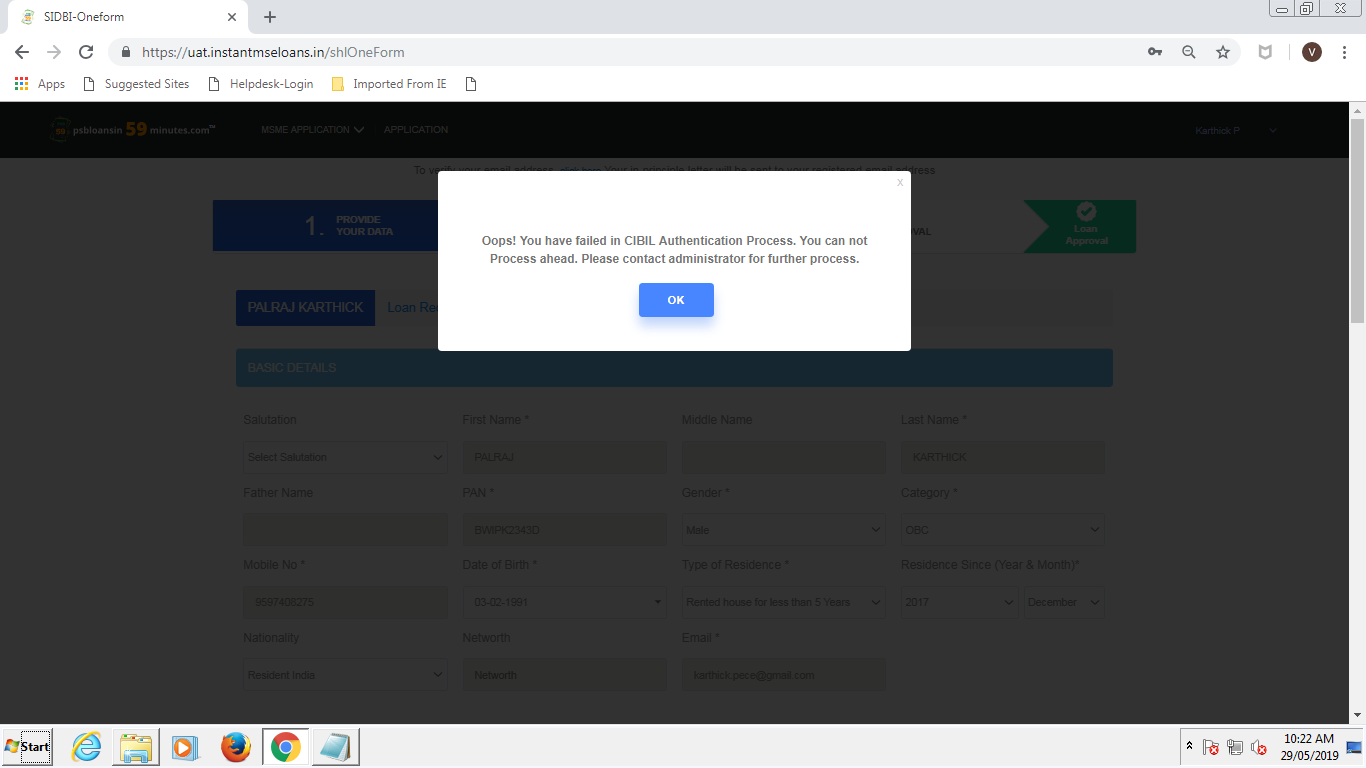 SIDBI-Oneform
https://uat.instantmseloans.in/shlOneForm
V
Apps
Suggested Sites
Helpdesk-Login
Imported From IE
59 psbloansin 59 minutes.com™
MSME APPLICATION
APPLICATION
Karthick P
To verify your email address click here Your in-principle letter will be sent to your registered email address
x
Oops! You have failed in CIBIL Authentication Process. You can not
Process ahead. Please contact administrator for further process.
OK
1. PROVIDE
YOUR DATA
Loan
Approval
PALRAJ KARTHICK
Loan
BASIC DETAILS
Salutation
First Name *
Middle Name
Last Name *
Select Salutation
PALRAJ
KARTHICK
Father Name
PAN *
Gender *
Category *
BWIPK2343D
Male
OBC
Mobile No *
Date of Birth *
Type of Residence *
Residence Since (Year & Month)*
9597406275
03-02-1991
Rented house for less than 5 Years
2017
December
Nationality
Networth
Email *
Resident India
Networth
karthick.pece@gmail.com
Start
10:22 AM
29/05/2019